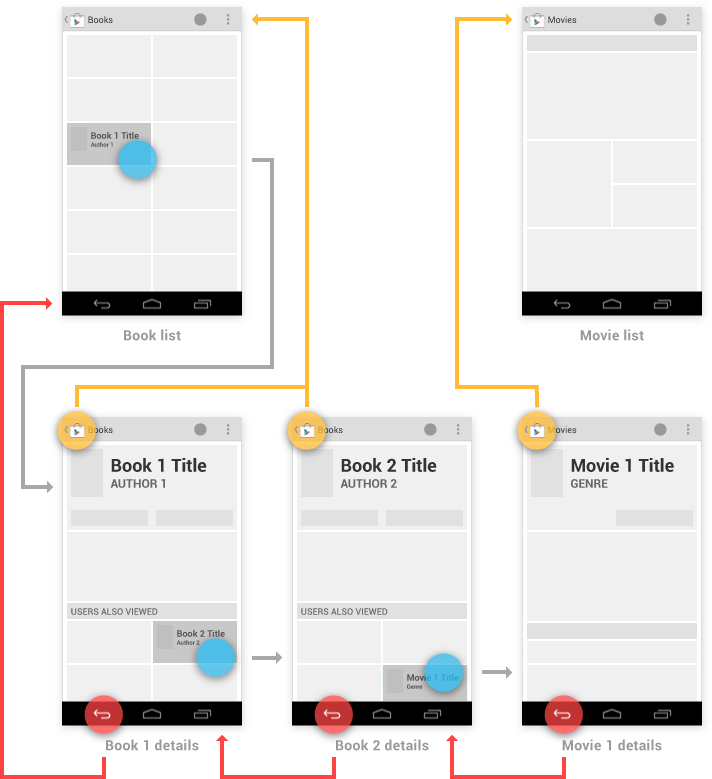 Books
Book 1 Title
Author 1
Book list
Movies
Movie list
Books
Book 1 Title
AUTHOR 1
USERS ALSO VIEWED
Book 2 Title
Author 2
Book 1 details
Books
Book 2 Title
AUTHOR 2
USERS ALSO VIEWED
Movie 1 Title
Genre
Book 2 details
Movies
Movie 1 Title
GENRE
Movie 1 details